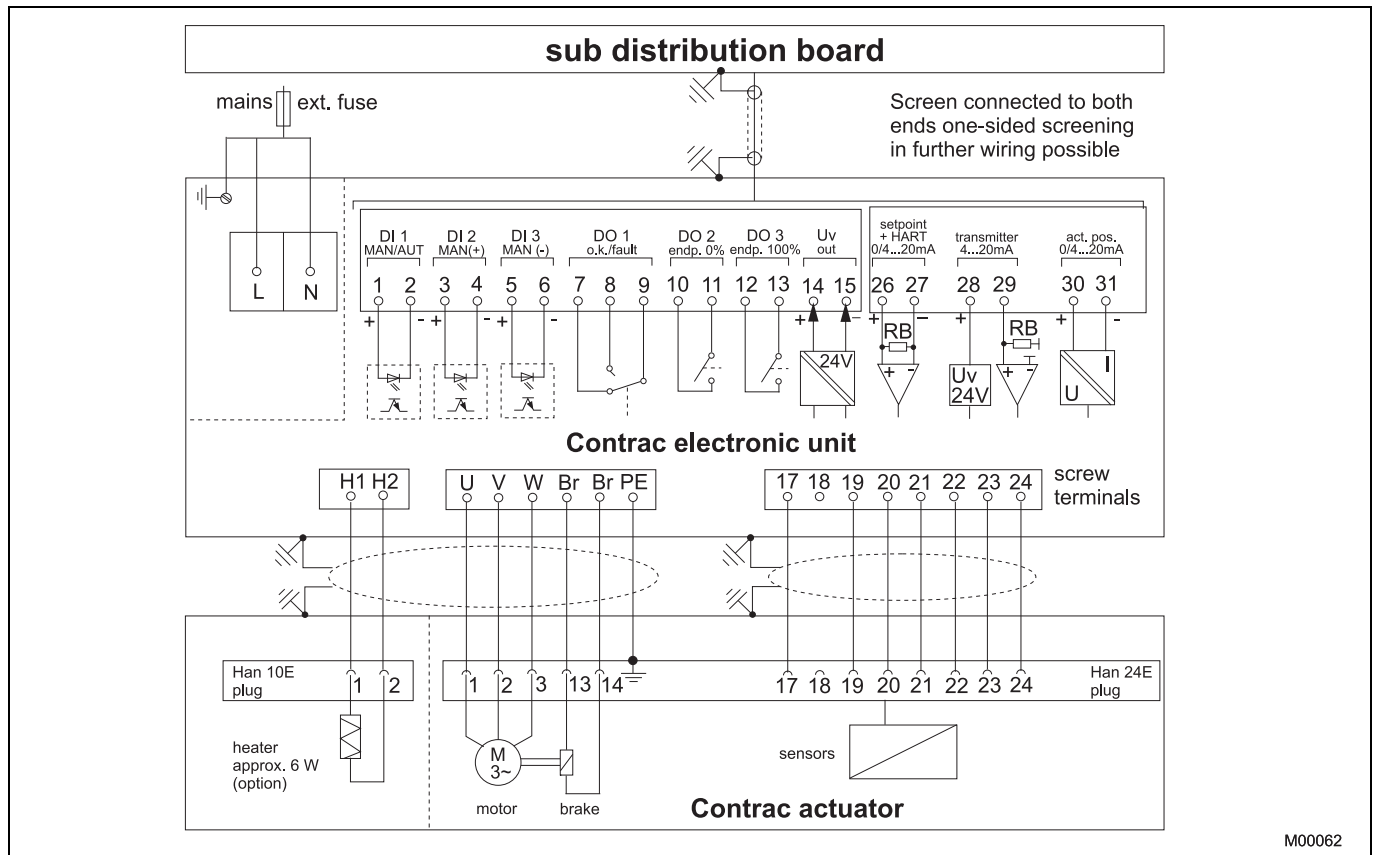 sub distribution board
mains ext. fuse
Screen connected to both
ends one-sided screening
in further wiring possible
L N
DI 1 DI 2 DI 3 DO 1 DO 2 DO 3 Uv
MAN/AUT MAN(+) MAN (-) o.k./fault endp. 0% endp. 100% out
setpoint
+ HART
0/4...20mA
transmitter
4...20mA
act. pos.
0/4...20mA
1 2 3 4 5 6 7 8 9 10 11 12 13 14 15 26 27 28 29 30 31
+ - + - + - + - + - + + -
RB RB
24V
+ -
Uv
24V
+ -
I
U
Contrac electronic unit
H1 H2
U V W Br Br PE
17 18 19 20 21 22 23 24
screw
terminals
Han 10E
plug
1 2
1 2 3 13 14
17 18 19 20 21 22 23 24
Han 24E
plug
heater
approx. 6 W
(option)
M
3~
motor
brake
sensors
Contrac actuator
M00062